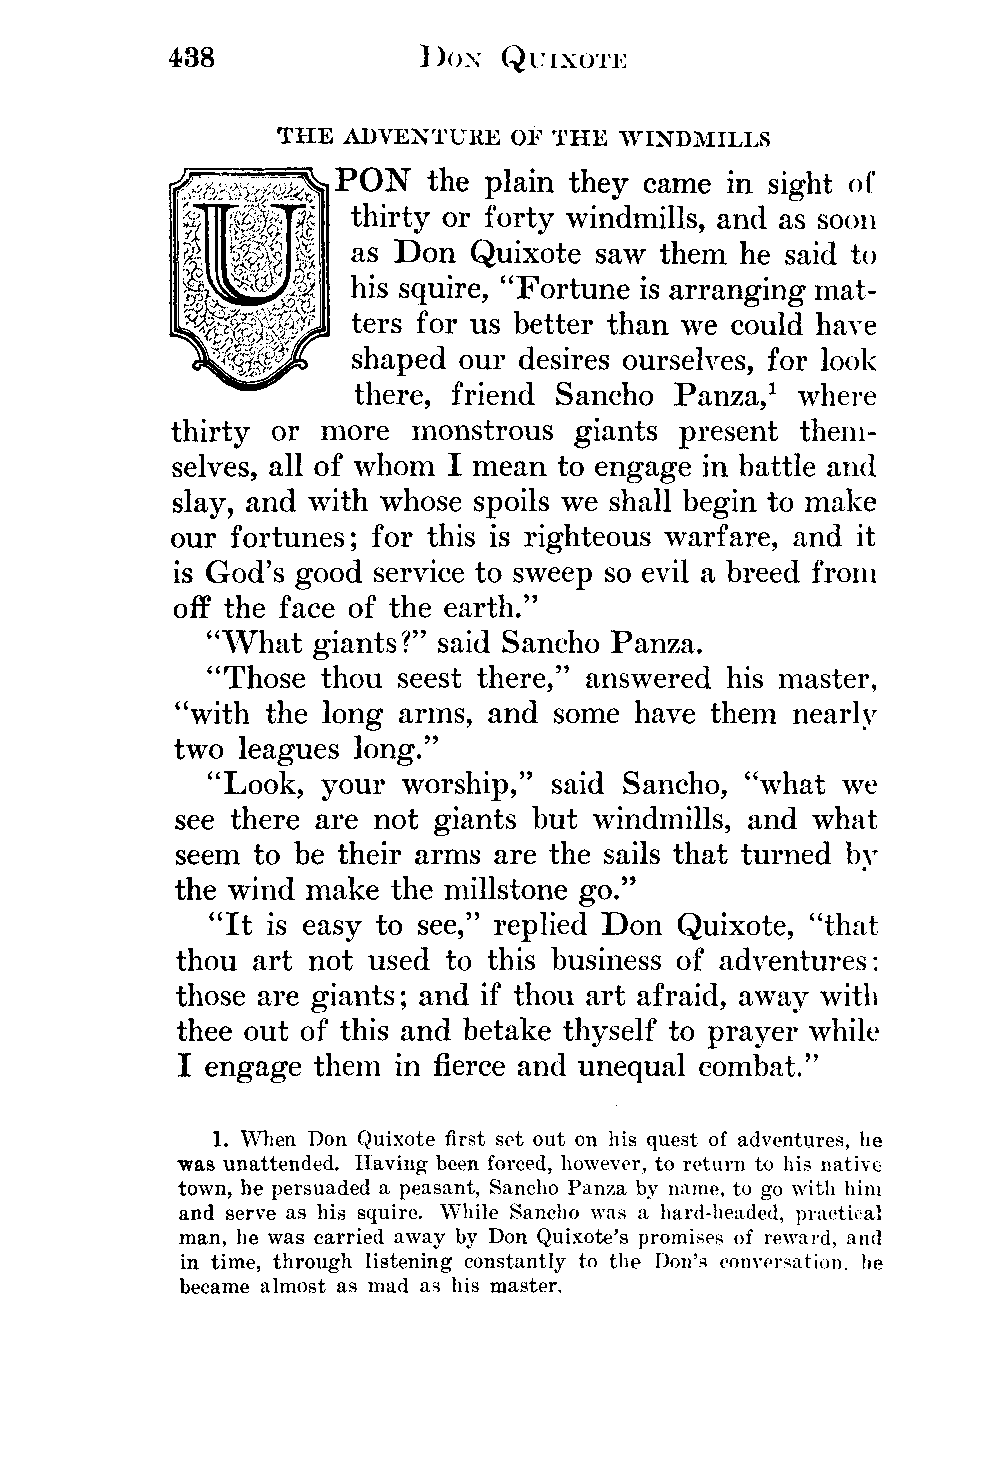 438 DON QUIXOTE
THE ADVENTURE OF THE WINDMILLS
UPON the plain they came in sight of
thirty or forty windmills, and as soon
as Don Quixote saw them he said to
his squire, “Fortune is arranging mat-
ters for us better than we could have
shaped our desires ourselves, for look
there, friend Sancho Panza,¹ where
thirty or more monstrous giants present them-
selves, all of whom I mean to engage in battle and
slay, and with whose spoils we shall begin to make
our fortunes; for this is righteous warfare, and it
is God’s good service to sweep so evil a breed from
off the face of the earth.”
“What giants?” said Sancho Panza.
“Those thou seest there,” answered his master,
“with the long arms, and some have them nearly
two leagues long.”
“Look, your worship,” said Sancho, “what we
see there are not giants but windmills, and what
seem to be their arms are the sails that turned by
the wind make the millstone go.”
“It is easy to see,” replied Don Quixote, “that
thou art not used to this business of adventures:
those are giants; and if thou art afraid, away with
thee out of this and betake thyself to prayer while
I engage them in fierce and unequal combat.”
1. When Don Quixote first set out on his quest of adventures, he
was unattended. Having been forced, however, to return to his native
town, he persuaded a peasant, Sancho Panza by name, to go with him
and serve as his squire. While Sancho was a hard-headed, practical
man, he was carried away by Don Quixote’s promises of reward, and
in time, through listening constantly to the Don’s conversation, he
became almost as mad as his master.